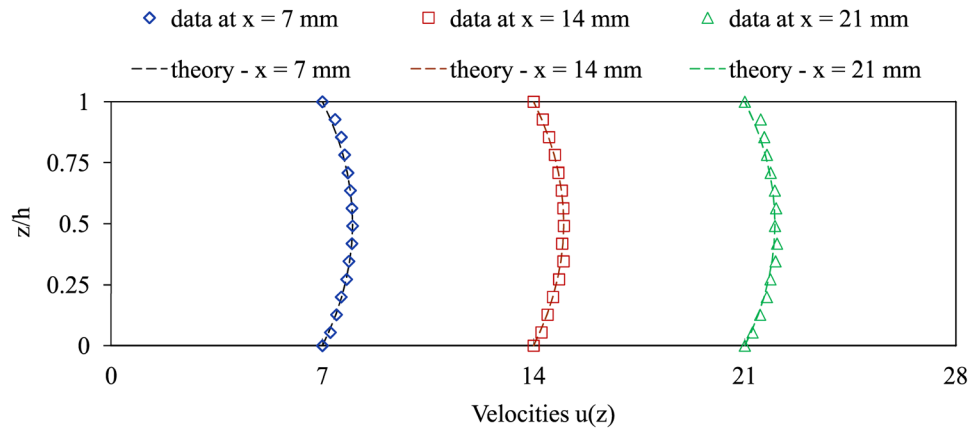 data at x = 7 mm data at x = 14 mm data at x = 21 mm
theory - x = 7 mm theory - x = 14 mm theory - x = 21 mm
1
0.75
0.5
0.25
0
z/h
0 7 14 21 28
Velocities u(z)